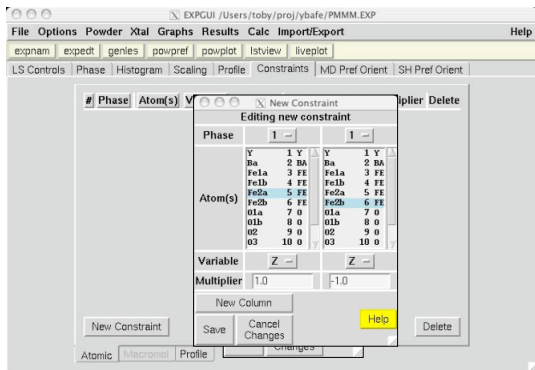 EXPGUI /Users/toby/proj/ybafe/PMMM.EXP
File Options Powder Xtal Graphs Results Calc Import/Export Help
expnam expedt genles powpref powplot lstview liveplot
LS Controls Phase Histogram Scaling Profile Constraints MD Pref Orient SH Pref Orient
# Phase Atom(s) V iplier Delete
New Constraint
Editing new constraint
Phase 1 1
Atom(s)
Y 1 Y Y 1 Y
Ba 2 BA Ba 2 BA
Fe1a 3 FE Fe1a 3 FE
Fe1b 4 FE Fe1b 4 FE
Fe2a 5 FE Fe2a 5 FE
Fe2b 6 FE Fe2b 6 FE
O1a 7 O O1a 7 O
O1b 8 O O1b 8 O
O2 9 O O2 9 O
O3 10 O O3 10 O
Variable Z Z
Multiplier 1.0 -1.0
New Column
Save Cancel Changes Help
New Constraint Delete
Changes
Atomic Macromol Profile